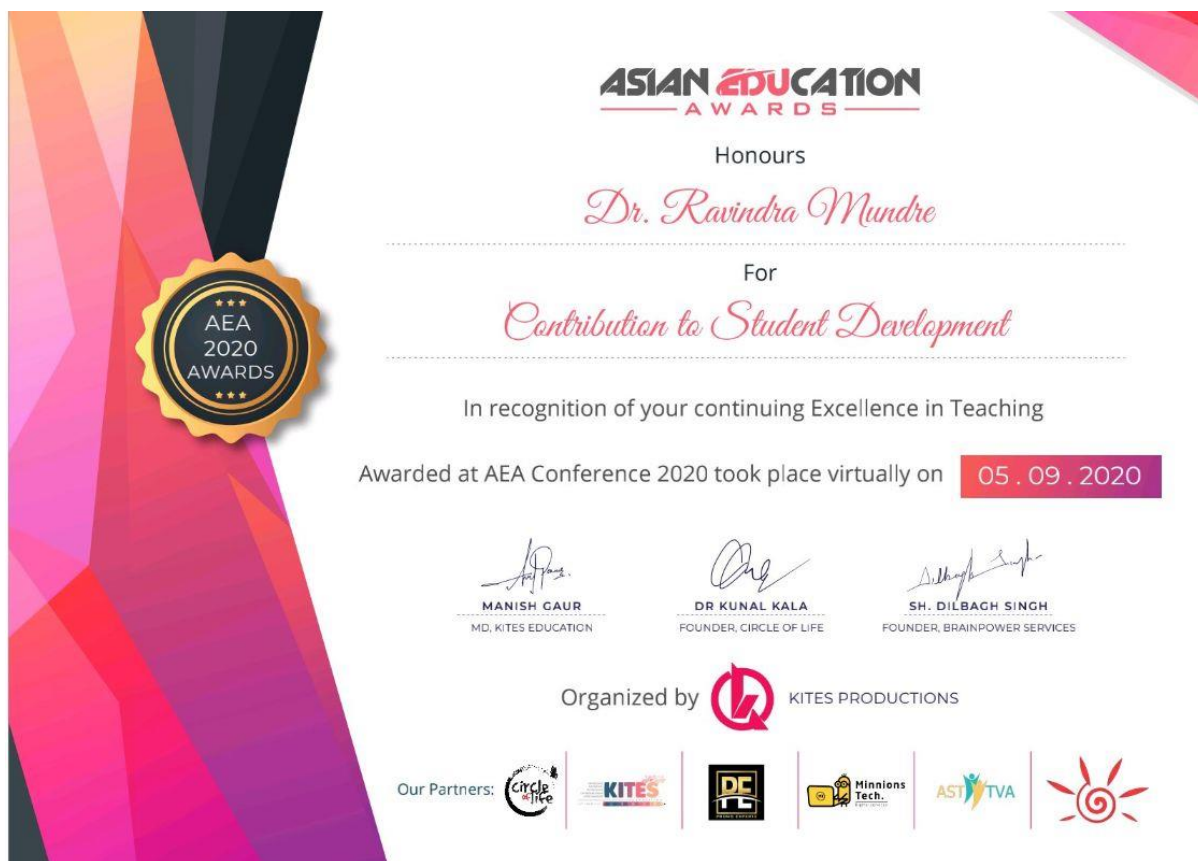 ASIAN EDUCATION
AWARDS
Honours
Dr. Ravindra Mundre
For
Contribution to Student Development
AEA
2020
AWARDS
In recognition of your continuing Excellence in Teaching
Awarded at AEA Conference 2020 took place virtually on 05.09.2020
MANISH GAUR
MD, KITES EDUCATION
DR KUNAL KALA
FOUNDER, CIRCLE OF LIFE
SH. DILBAGH SINGH
FOUNDER, BRAINPOWER SERVICES
Organized by KITES PRODUCTIONS
Our Partners:
circle
of
life
KITES
PE
PROMO EXPERTS
Minnions
Tech.
ASTITVA